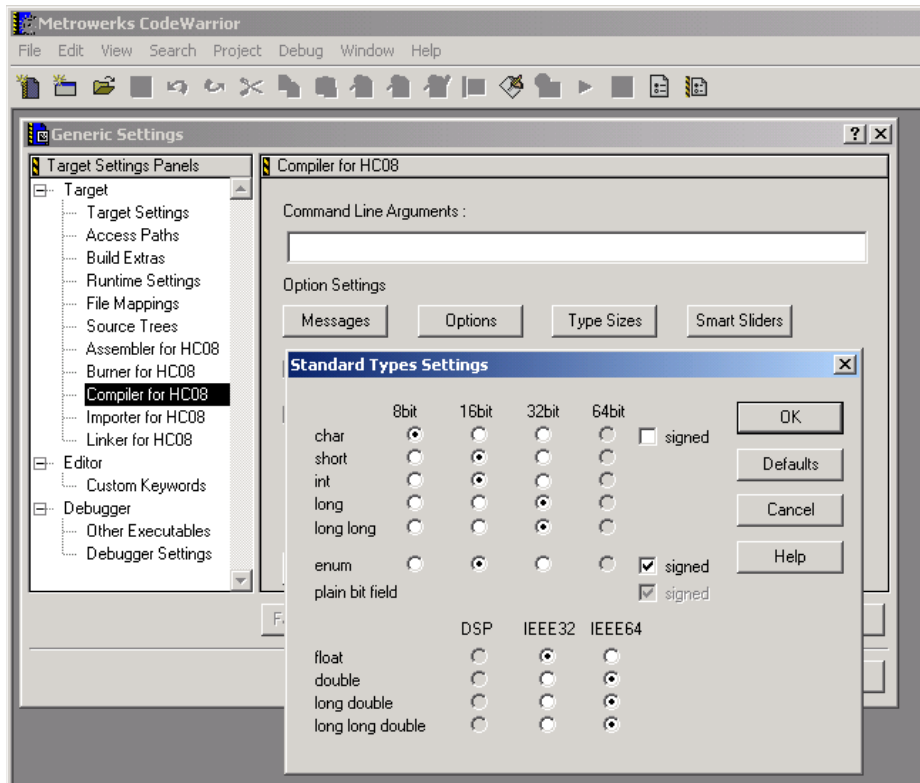 Metrowerks CodeWarrior
File Edit View Search Project Debug Window Help
Generic Settings
Target Settings Panels
Target
Target Settings
Access Paths
Build Extras
Runtime Settings
File Mappings
Source Trees
Assembler for HC08
Burner for HC08
Compiler for HC08
Importer for HC08
Linker for HC08
Editor
Custom Keywords
Debugger
Other Executables
Debugger Settings
Compiler for HC08
Command Line Arguments :
Option Settings
Messages Options Type Sizes Smart Sliders
Standard Types Settings
8bit 16bit 32bit 64bit
char signed
short
int
long
long long
enum signed
plain bit field signed
DSP IEEE32 IEEE64
float
double
long double
long long double
OK
Defaults
Cancel
Help